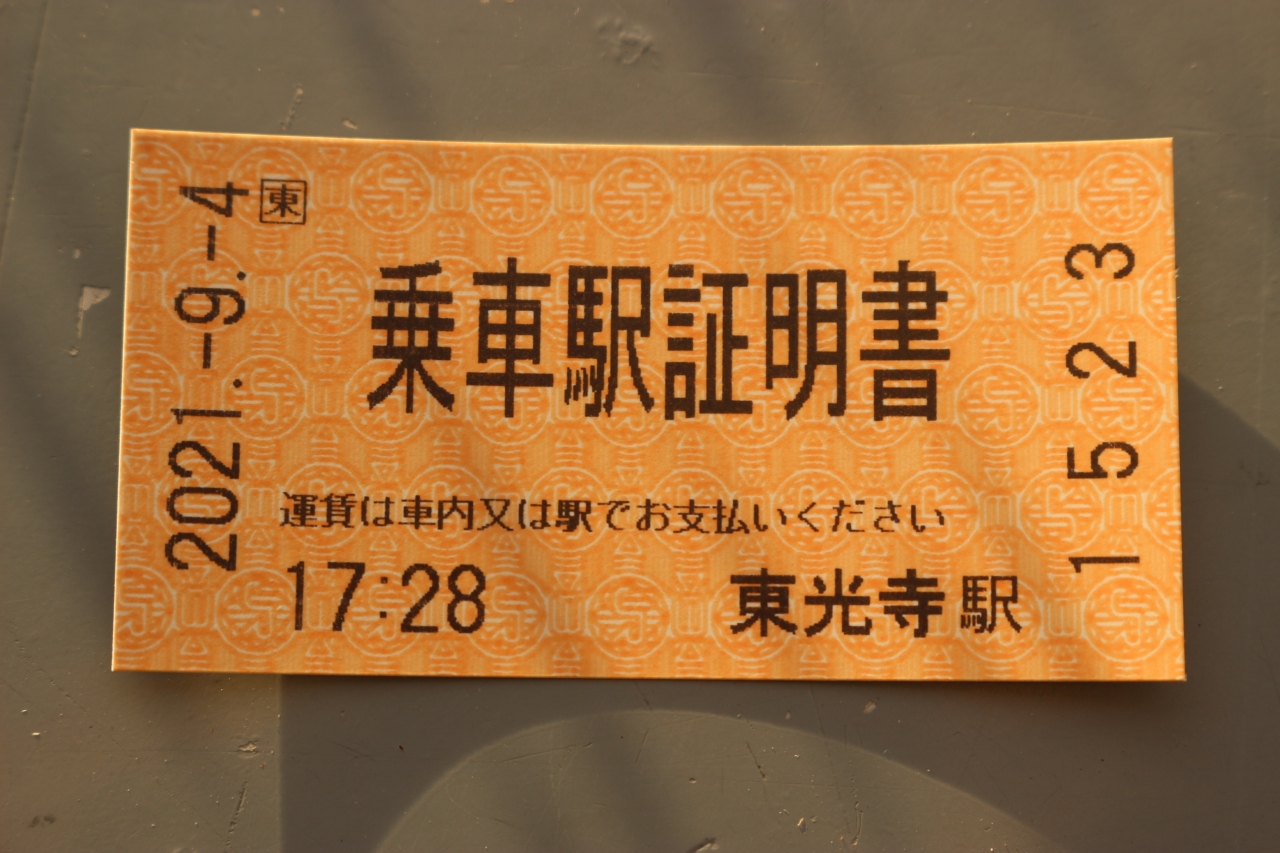 2021.-9.-4
東
乗車駅証明書
運賃は車内又は駅でお支払いください
17:28
東光寺駅
1523